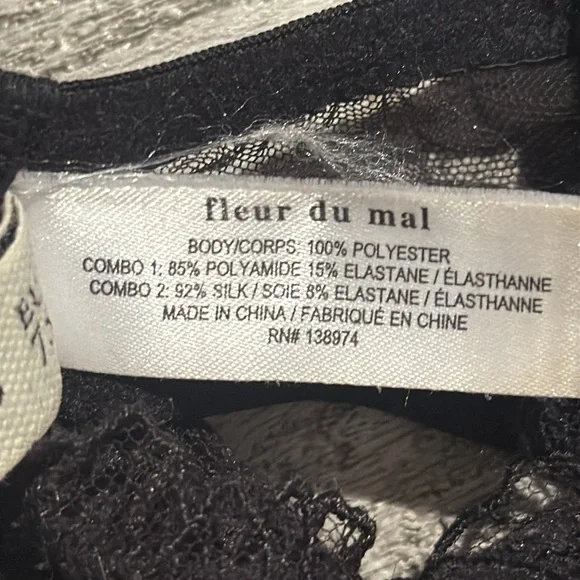 fleur du mal
BODY/CORPS: 100% POLYESTER
COMBO 1: 85% POLYAMIDE 15% ELASTANE / ÉLASTHANNE
COMBO 2: 92% SILK / SOIE 8% ELASTANE / ÉLASTHANNE
MADE IN CHINA / FABRIQUÉ EN CHINE
RN# 138974